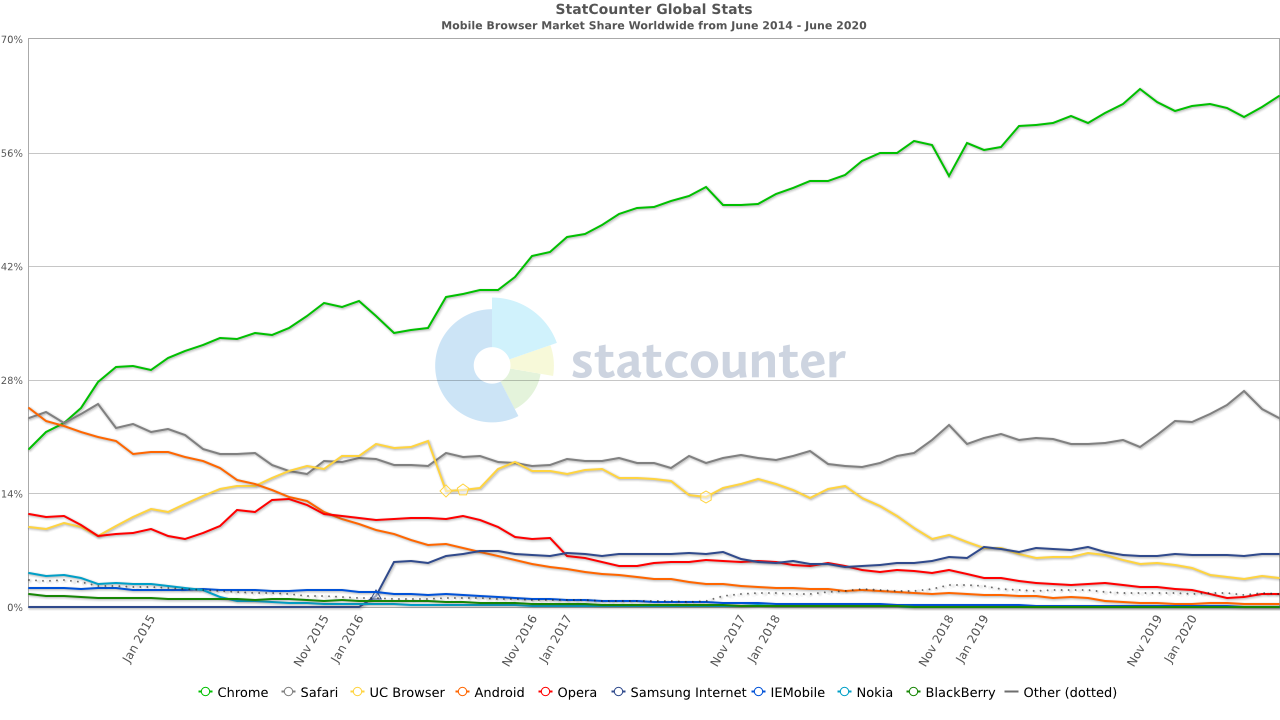 StatCounter Global Stats
Mobile Browser Market Share Worldwide from June 2014 - June 2020
70%
56%
42%
28%
14%
0%
statcounter
Jan 2015
Nov 2015
Jan 2016
Nov 2016
Jan 2017
Nov 2017
Jan 2018
Nov 2018
Jan 2019
Nov 2019
Jan 2020
Chrome Safari UC Browser Android Opera Samsung Internet IEMobile Nokia BlackBerry Other (dotted)